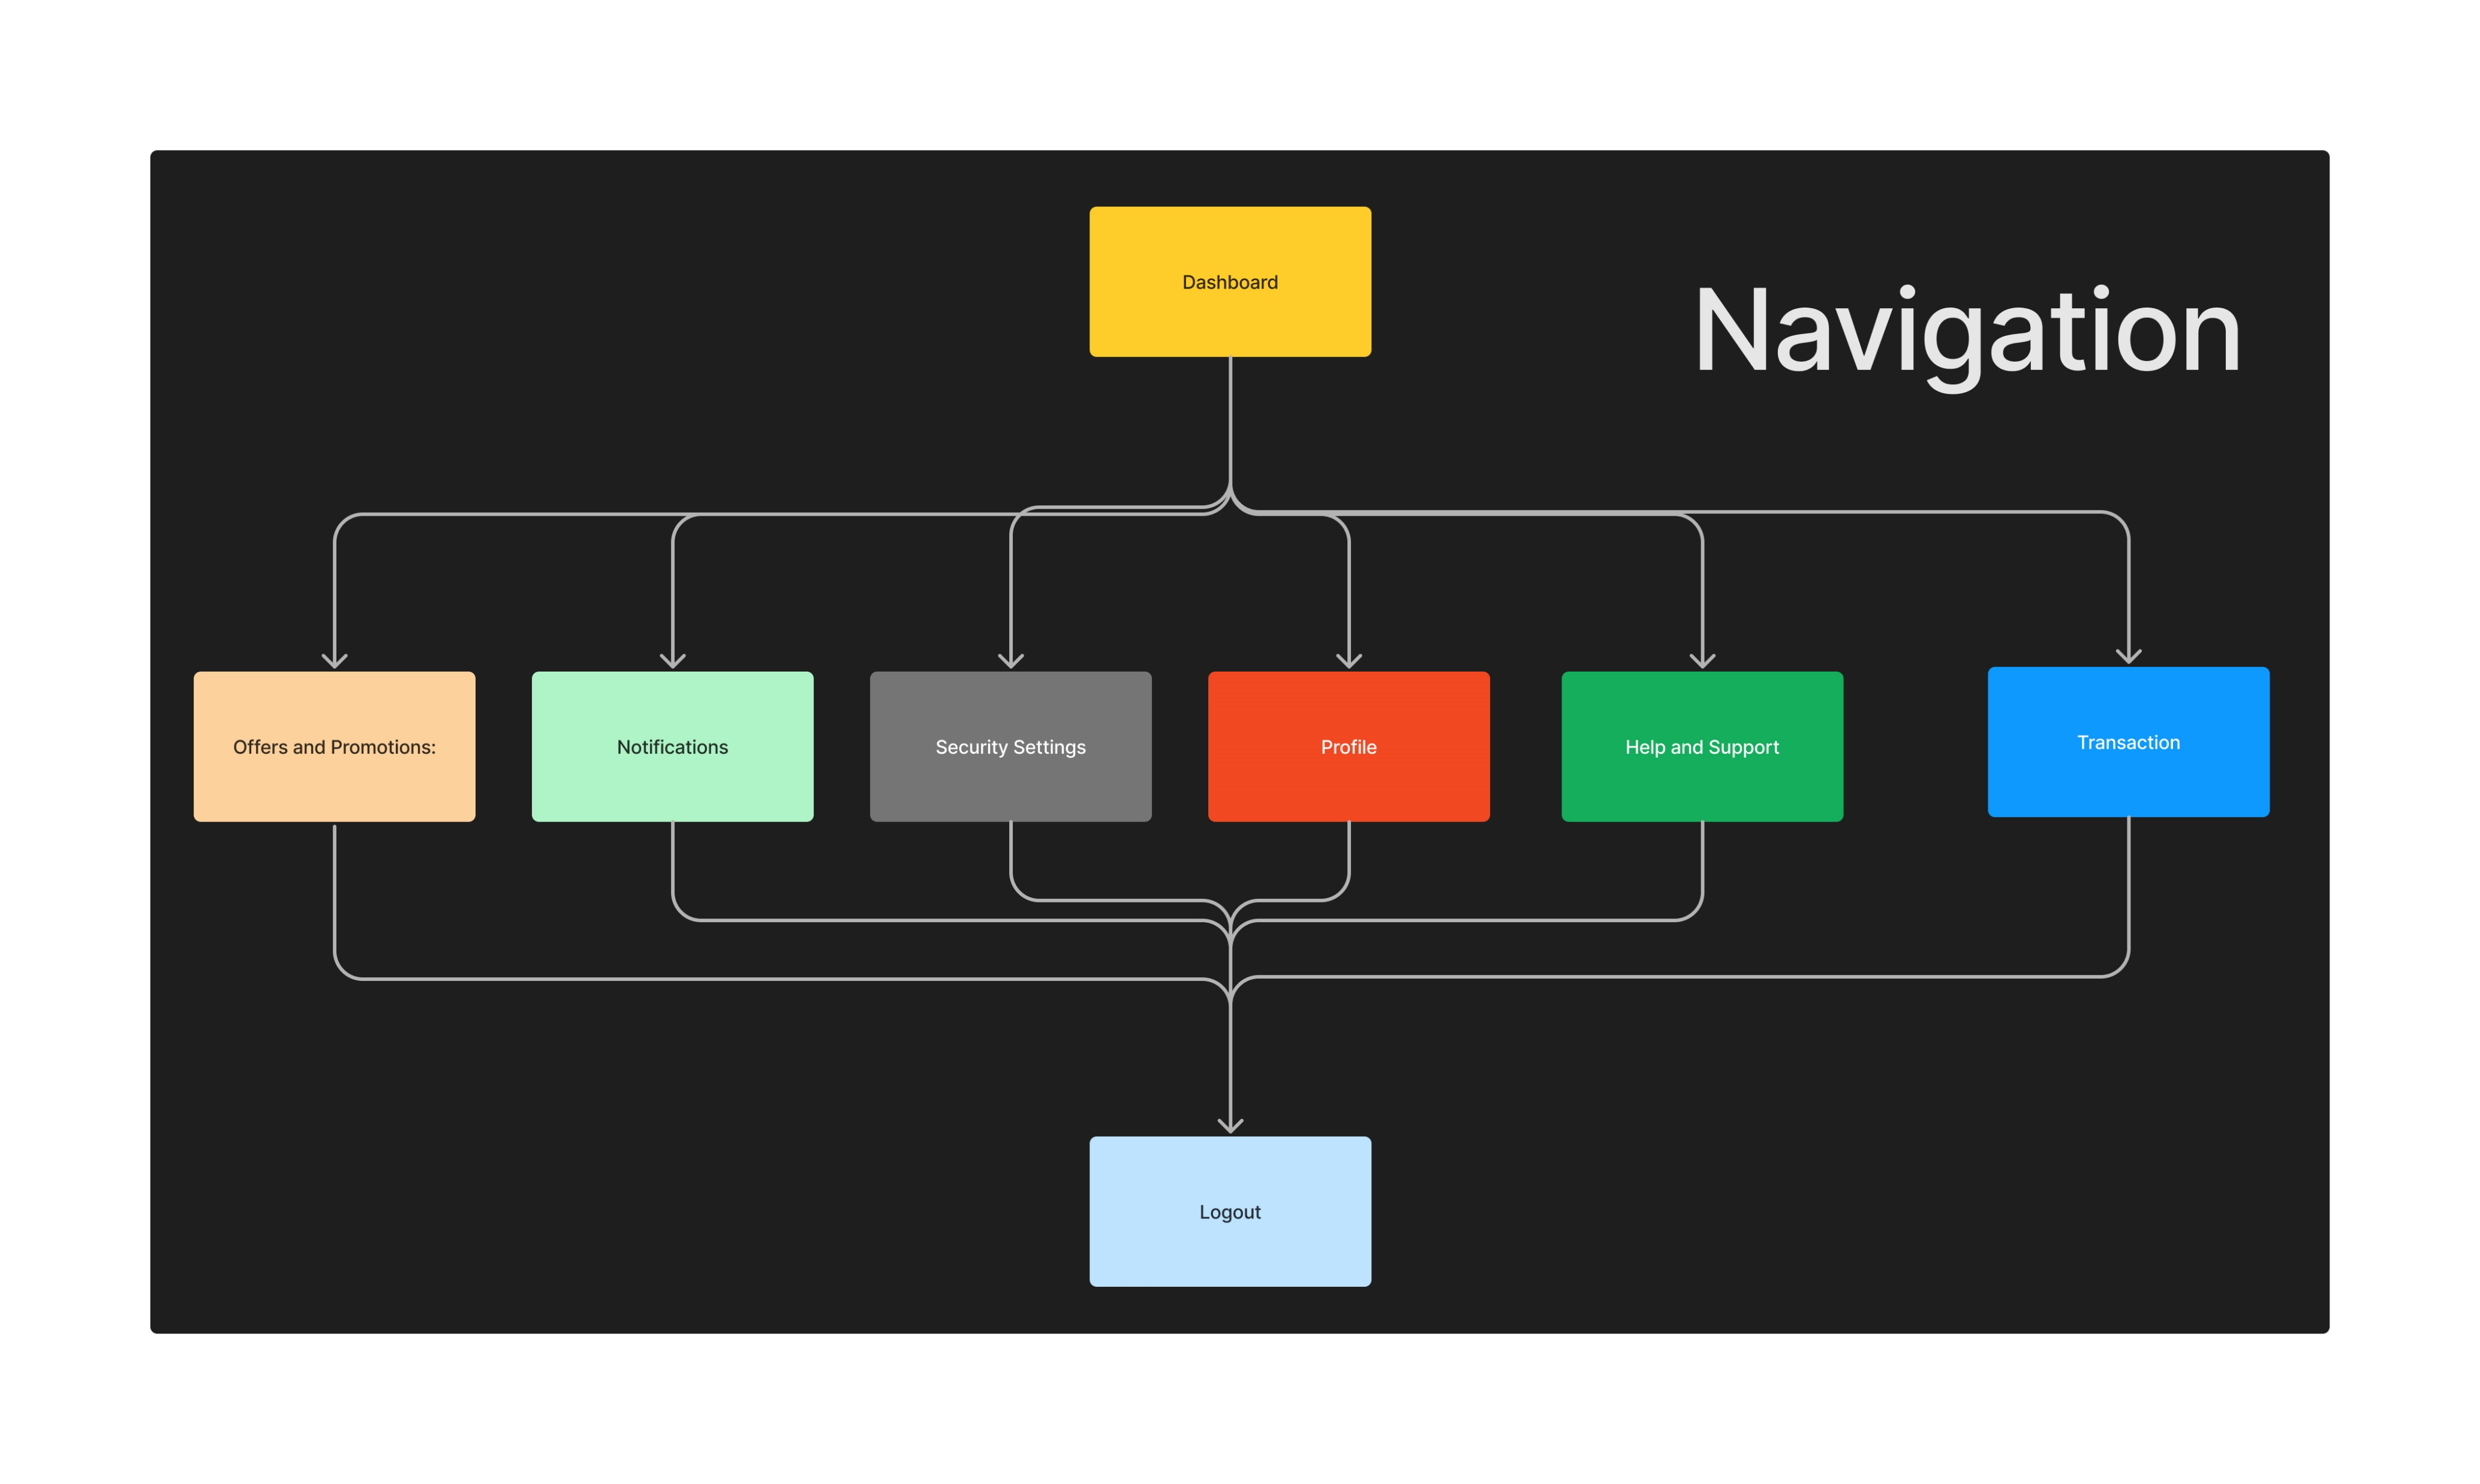 Dashboard
Navigation
Offers and Promotions:
Notifications
Security Settings
Profile
Help and Support
Transaction
Logout